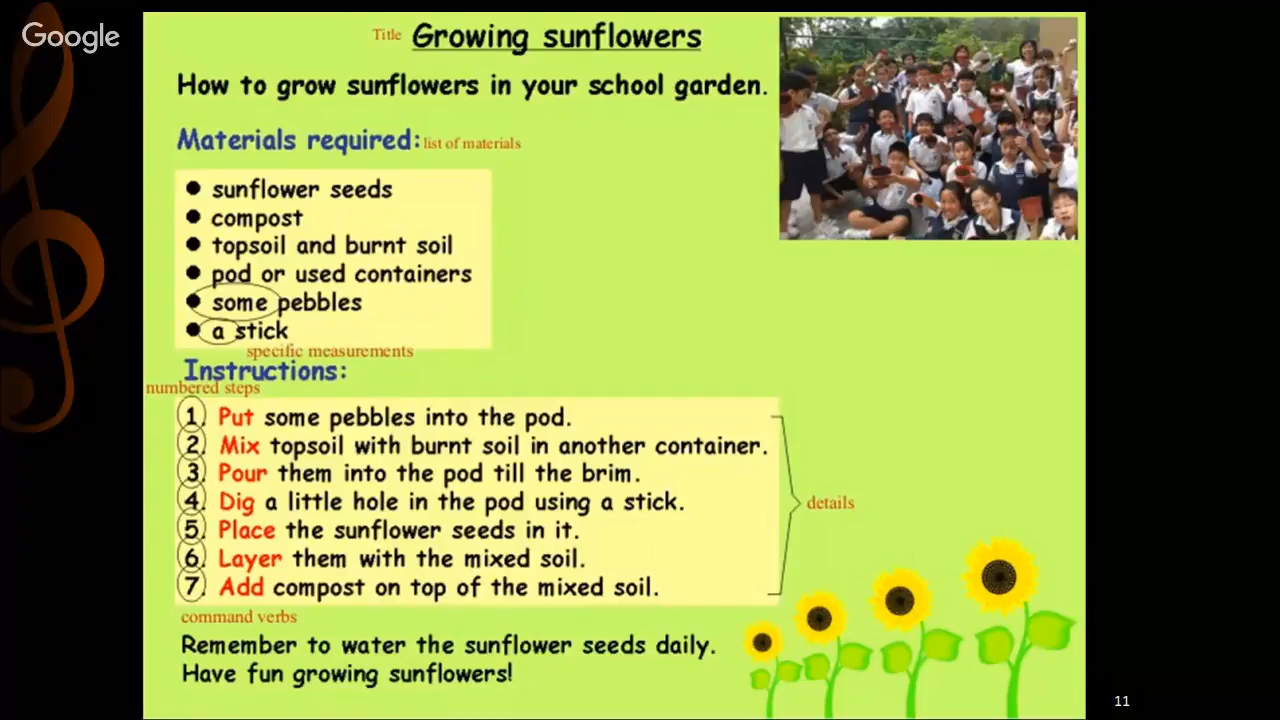 Google
Title Growing sunflowers
How to grow sunflowers in your school garden.
Materials required: list of materials
● sunflower seeds
● compost
● topsoil and burnt soil
● pod or used containers
● some pebbles
● a stick
specific measurements
Instructions:
numbered steps
1. Put some pebbles into the pod.
2. Mix topsoil with burnt soil in another container.
3. Pour them into the pod till the brim.
4. Dig a little hole in the pod using a stick.
details
5. Place the sunflower seeds in it.
6. Layer them with the mixed soil.
7. Add compost on top of the mixed soil.
command verbs
Remember to water the sunflower seeds daily.
Have fun growing sunflowers!
11